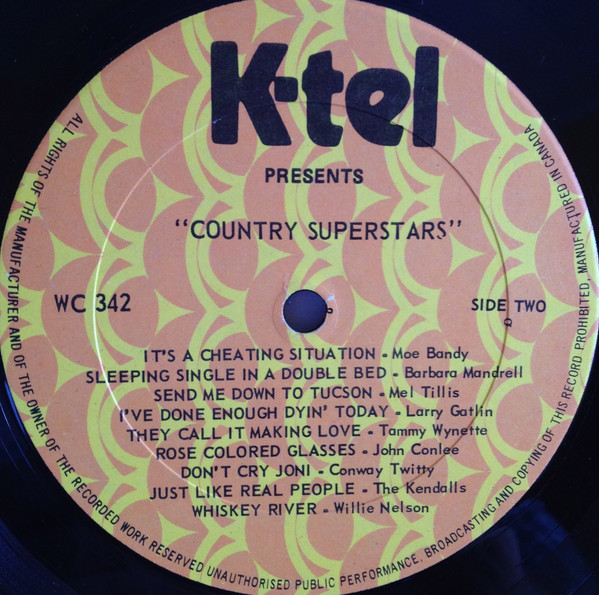 K-tel
PRESENTS
"COUNTRY SUPERSTARS"
WC 342
SIDE TWO
IT'S A CHEATING SITUATION - Moe Bandy
SLEEPING SINGLE IN A DOUBLE BED - Barbara Mandrell
SEND ME DOWN TO TUCSON - Mel Tillis
I'VE DONE ENOUGH DYIN' TODAY - Larry Gatlin
THEY CALL IT MAKING LOVE - Tammy Wynette
ROSE COLORED GLASSES - John Conlee
DON'T CRY JONI - Conway Twitty
JUST LIKE REAL PEOPLE - The Kendalls
WHISKEY RIVER - Willie Nelson
ALL RIGHTS OF THE MANUFACTURER AND OF THE OWNER OF THE RECORDED WORK RESERVED UNAUTHORISED PUBLIC PERFORMANCE, BROADCASTING AND COPYING OF THIS RECORD PROHIBITED, MANUFACTURED IN CANADA